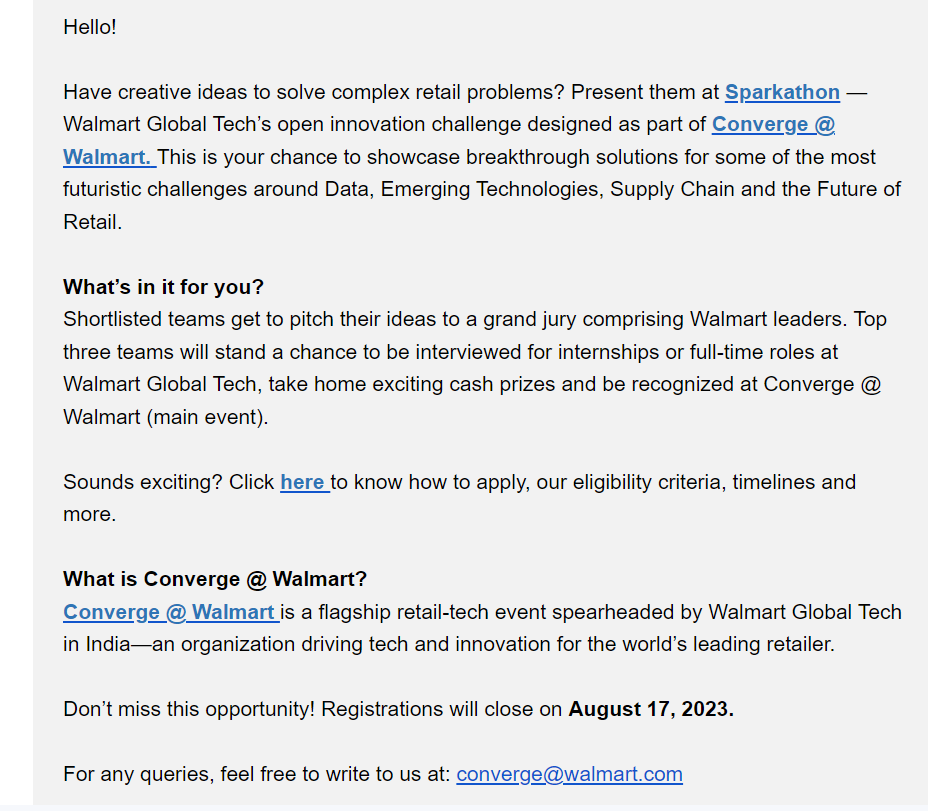 Hello!
Have creative ideas to solve complex retail problems? Present them at Sparkathon —
Walmart Global Tech’s open innovation challenge designed as part of Converge @
Walmart. This is your chance to showcase breakthrough solutions for some of the most
futuristic challenges around Data, Emerging Technologies, Supply Chain and the Future of
Retail.
What’s in it for you?
Shortlisted teams get to pitch their ideas to a grand jury comprising Walmart leaders. Top
three teams will stand a chance to be interviewed for internships or full-time roles at
Walmart Global Tech, take home exciting cash prizes and be recognized at Converge @
Walmart (main event).
Sounds exciting? Click here to know how to apply, our eligibility criteria, timelines and
more.
What is Converge @ Walmart?
Converge @ Walmart is a flagship retail-tech event spearheaded by Walmart Global Tech
in India—an organization driving tech and innovation for the world’s leading retailer.
Don’t miss this opportunity! Registrations will close on August 17, 2023.
For any queries, feel free to write to us at: converge@walmart.com